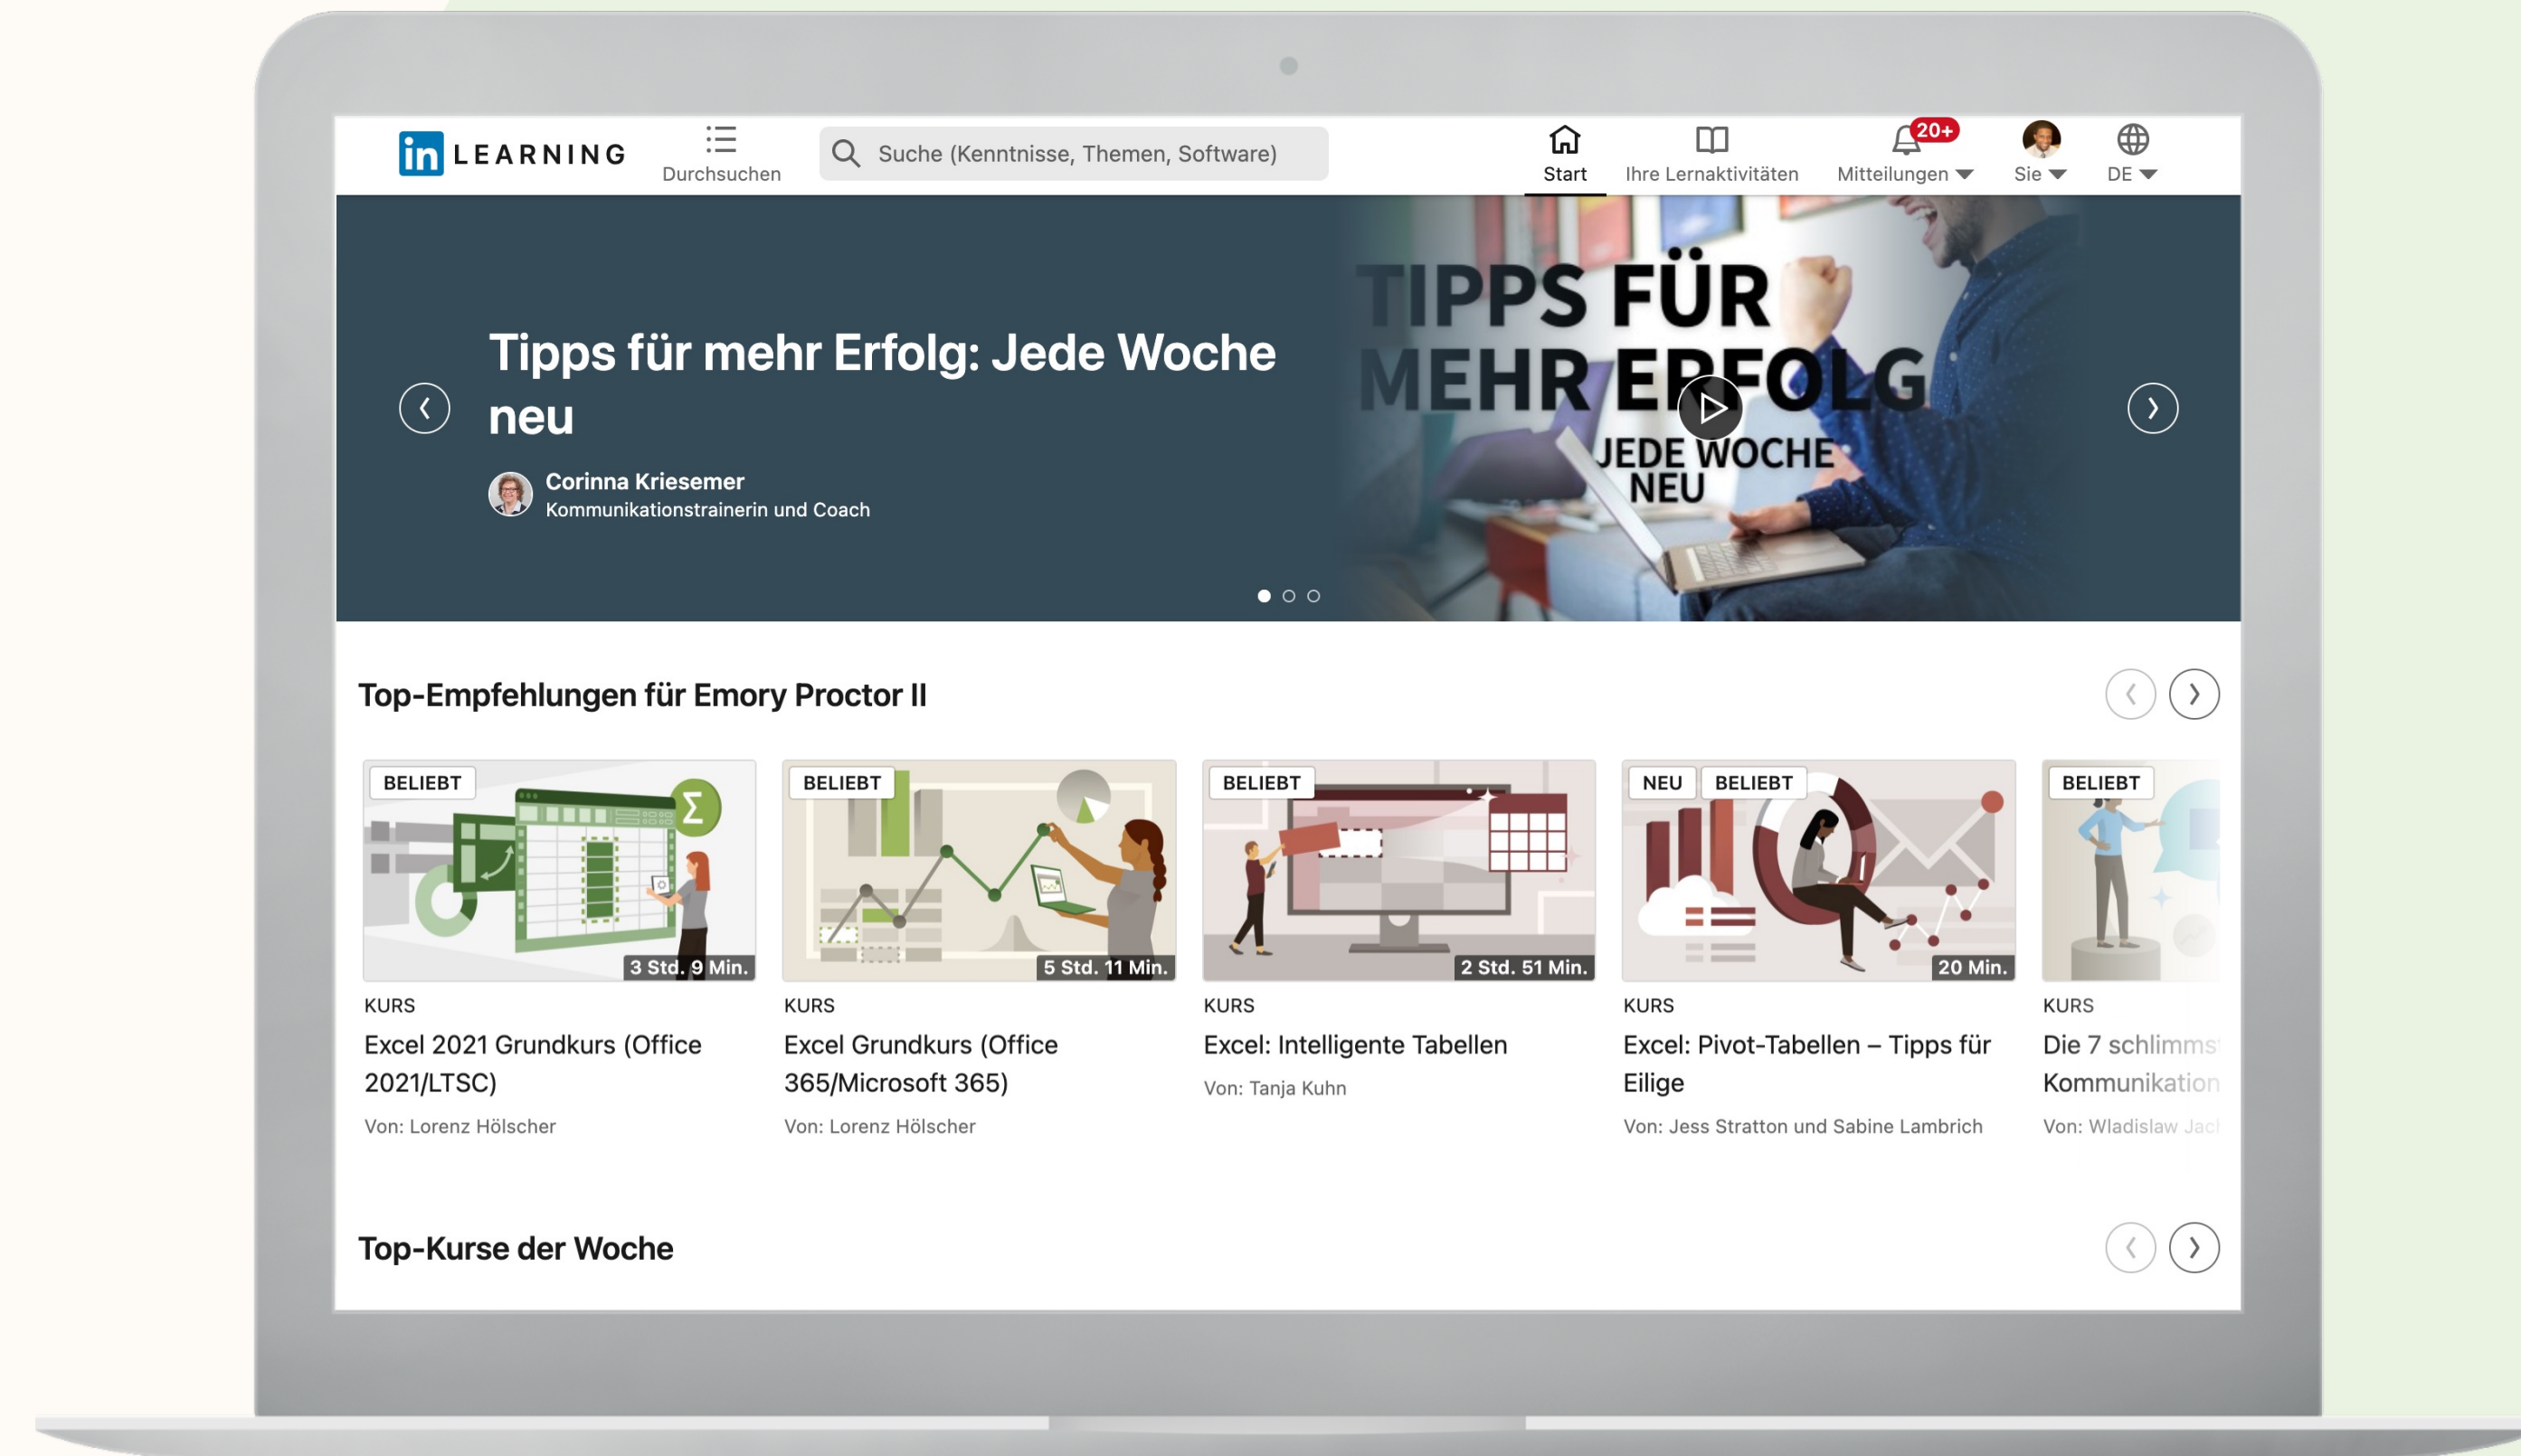 in LEARNING
Durchsuchen
Suche (Kenntnisse, Themen, Software)
Start
Ihre Lernaktivitäten
20+
Mitteilungen
Sie
DE
Tipps für mehr Erfolg: Jede Woche
neu
Corinna Kriesemer
Kommunikationstrainerin und Coach
TIPPS FÜR
MEHR ERFOLG
JEDE WOCHE
NEU
Top-Empfehlungen für Emory Proctor II
BELIEBT
3 Std. 9 Min.
KURS
Excel 2021 Grundkurs (Office
2021/LTSC)
Von: Lorenz Hölscher
BELIEBT
5 Std. 11 Min.
KURS
Excel Grundkurs (Office
365/Microsoft 365)
Von: Lorenz Hölscher
BELIEBT
2 Std. 51 Min.
KURS
Excel: Intelligente Tabellen
Von: Tanja Kuhn
NEU BELIEBT
20 Min.
KURS
Excel: Pivot-Tabellen – Tipps für
Eilige
Von: Jess Stratton und Sabine Lambrich
BELIEBT
KURS
Die 7
Kommunikation
Von: Wladislaw
Top-Kurse der Woche